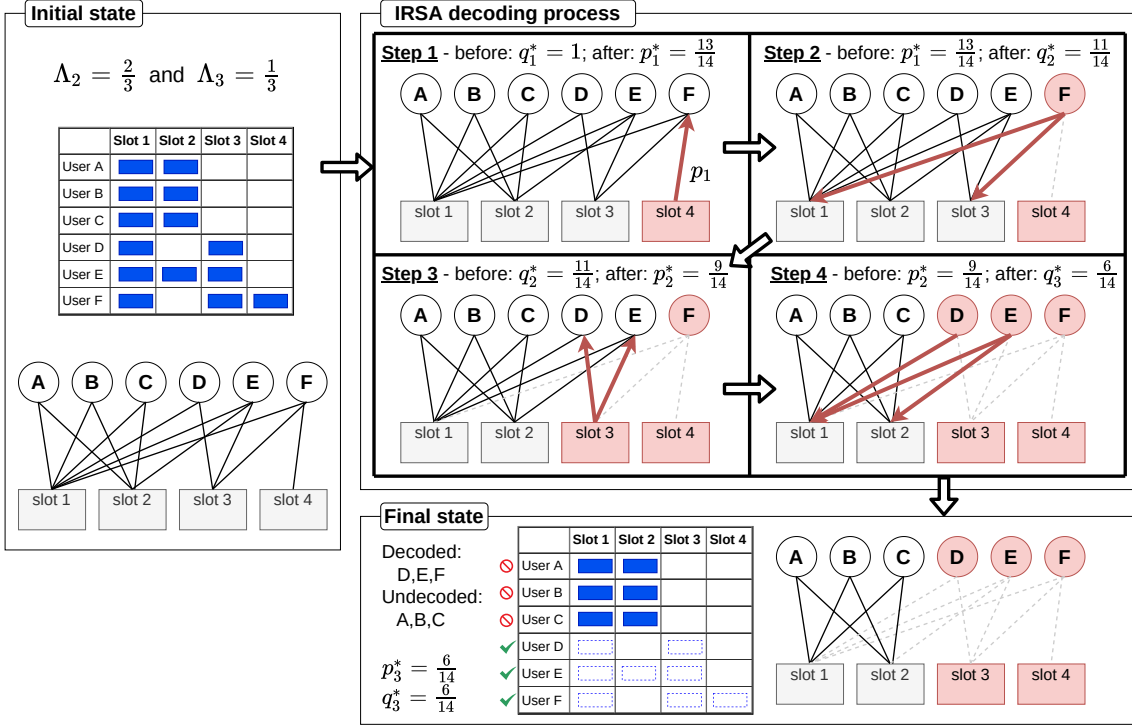 Initial state
Λ₂ = 2/3 and Λ₃ = 1/3
Slot 1 Slot 2 Slot 3 Slot 4
User A
User B
User C
User D
User E
User F
A B C D E F
slot 1 slot 2 slot 3 slot 4
IRSA decoding process
Step 1 - before: q₁* = 1; after: p₁* = 13/14
A B C D E F
p₁
slot 1 slot 2 slot 3 slot 4
Step 2 - before: p₁* = 13/14; after: q₂* = 11/14
A B C D E F
slot 1 slot 2 slot 3 slot 4
Step 3 - before: q₂* = 11/14; after: p₂* = 9/14
A B C D E F
slot 1 slot 2 slot 3 slot 4
Step 4 - before: p₂* = 9/14; after: q₃* = 6/14
A B C D E F
slot 1 slot 2 slot 3 slot 4
Final state
Decoded:
D,E,F
Undecoded:
A,B,C
p₃* = 6/14
q₃* = 6/14
Slot 1 Slot 2 Slot 3 Slot 4
User A
User B
User C
User D
User E
User F
A B C D E F
slot 1 slot 2 slot 3 slot 4